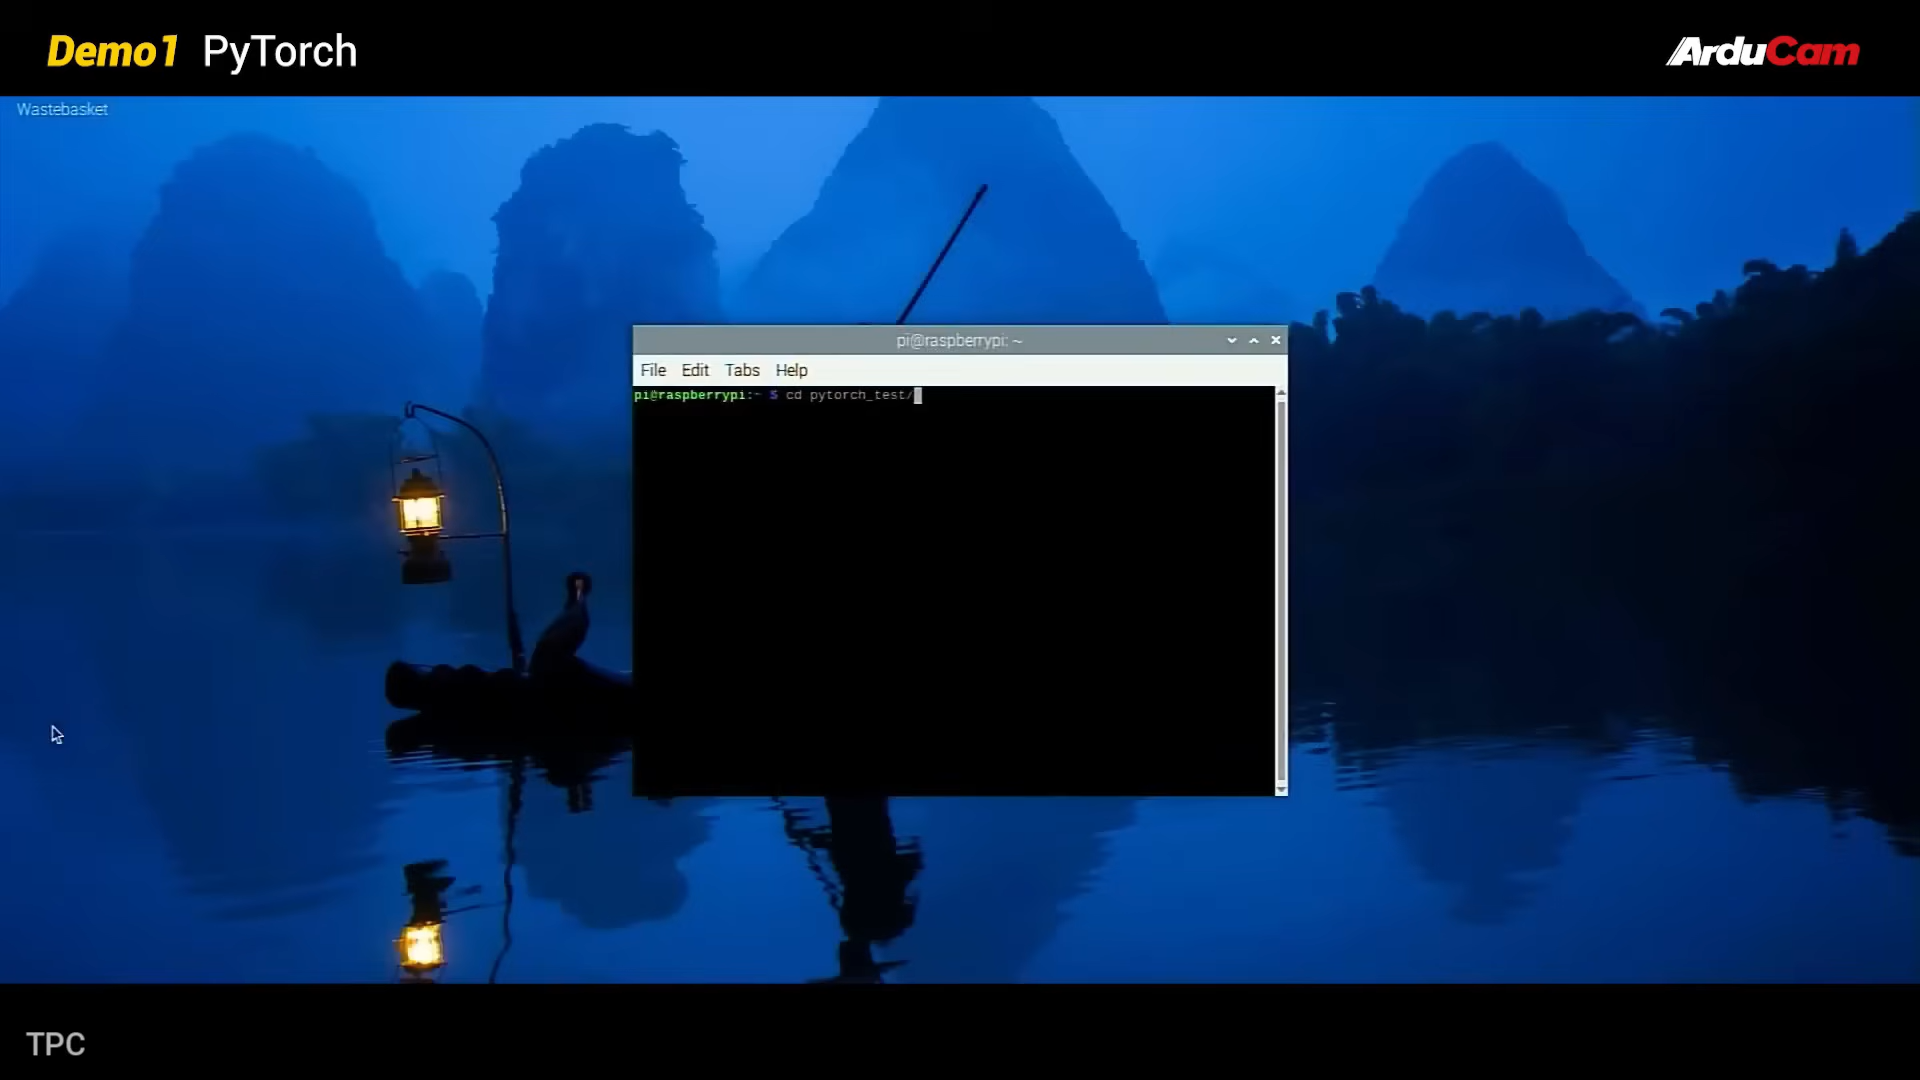 Demo1 PyTorch
ArduCam
Wastebasket
pi@raspberrypi: ~
File Edit Tabs Help
pi@raspberrypi:~ $ cd pytorch_test/
TPC